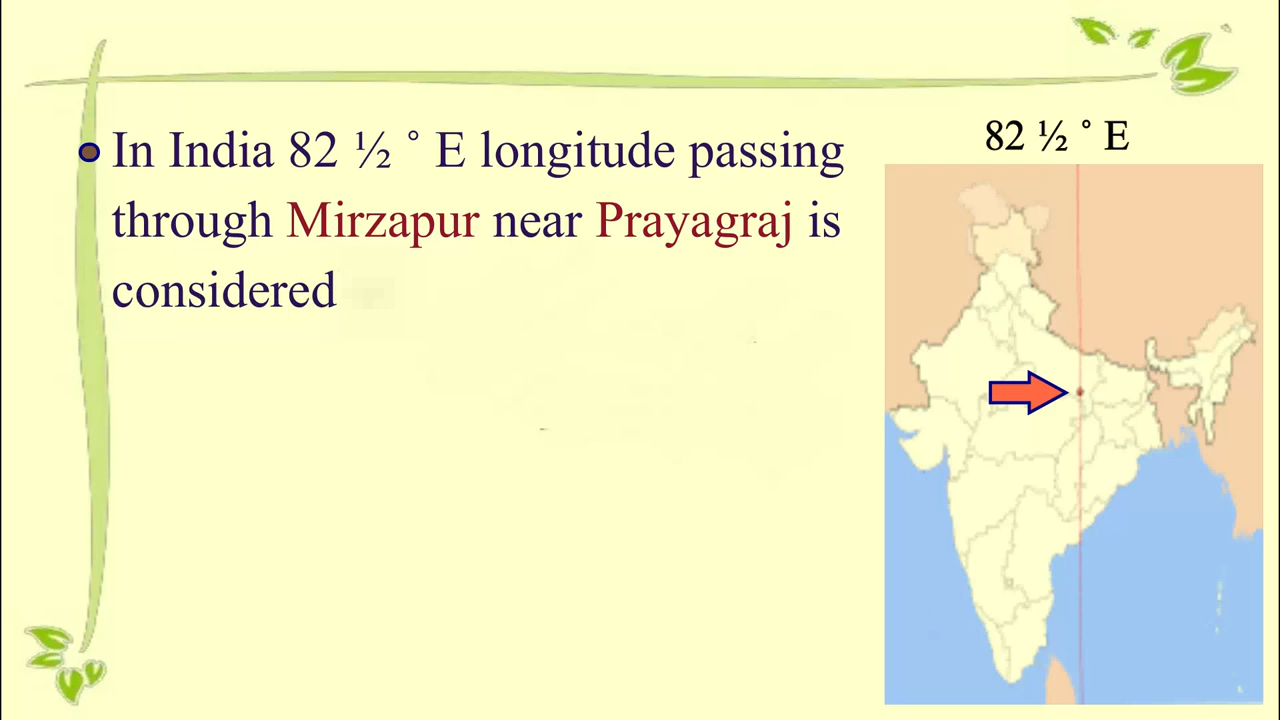 In India 82 ½ ° E longitude passing
through Mirzapur near Prayagraj is
considered
82 ½ ° E